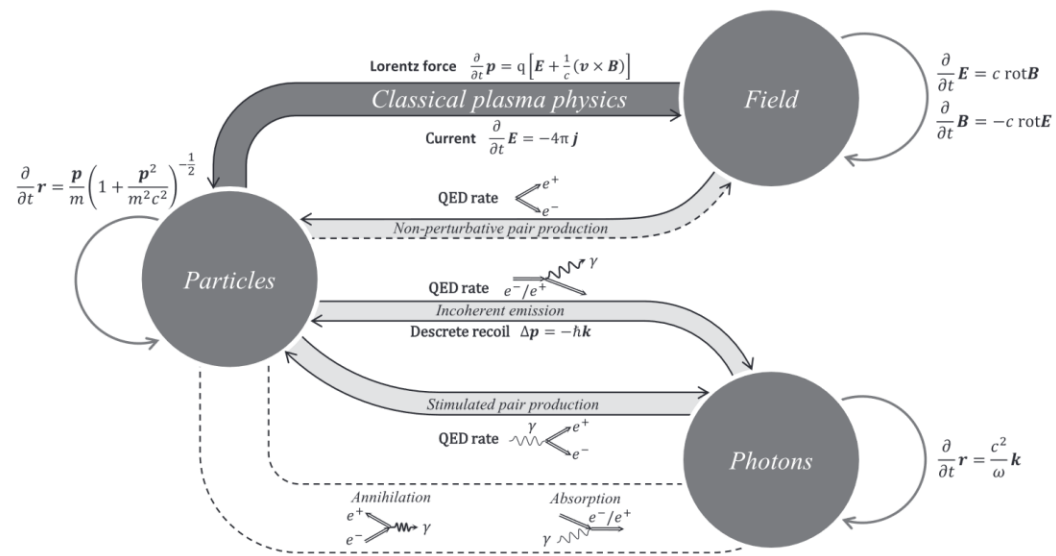 Lorentz force ∂/∂t p = q[E + 1/c (v × B)]
Classical plasma physics
Current ∂/∂t E = −4π j
Field
∂/∂t E = c rotB
∂/∂t B = −c rotE
∂/∂t r = p/m (1 + p²/m²c²)^−1/2
QED rate e⁺ e⁻
Non-perturbative pair production
Particles
QED rate e⁻/e⁺ γ
Incoherent emission
Descrete recoil Δp = −ħk
Stimulated pair production
QED rate γ e⁺ e⁻
Photons
∂/∂t r = c²/ω k
Annihilation
e⁺ e⁻ γ
Absorption
e⁻/e⁺ γ